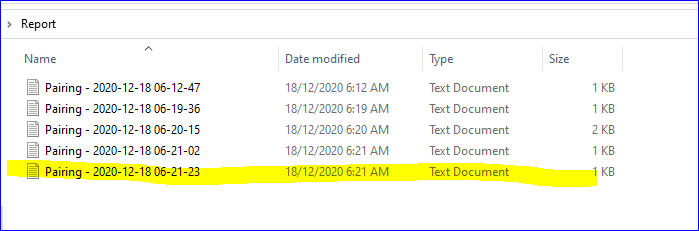 Report
Name Date modified Type Size
Pairing - 2020-12-18 06-12-47 18/12/2020 6:12 AM Text Document 1 KB
Pairing - 2020-12-18 06-19-36 18/12/2020 6:19 AM Text Document 1 KB
Pairing - 2020-12-18 06-20-15 18/12/2020 6:20 AM Text Document 2 KB
Pairing - 2020-12-18 06-21-02 18/12/2020 6:21 AM Text Document 1 KB
Pairing - 2020-12-18 06-21-23 18/12/2020 6:21 AM Text Document 1 KB